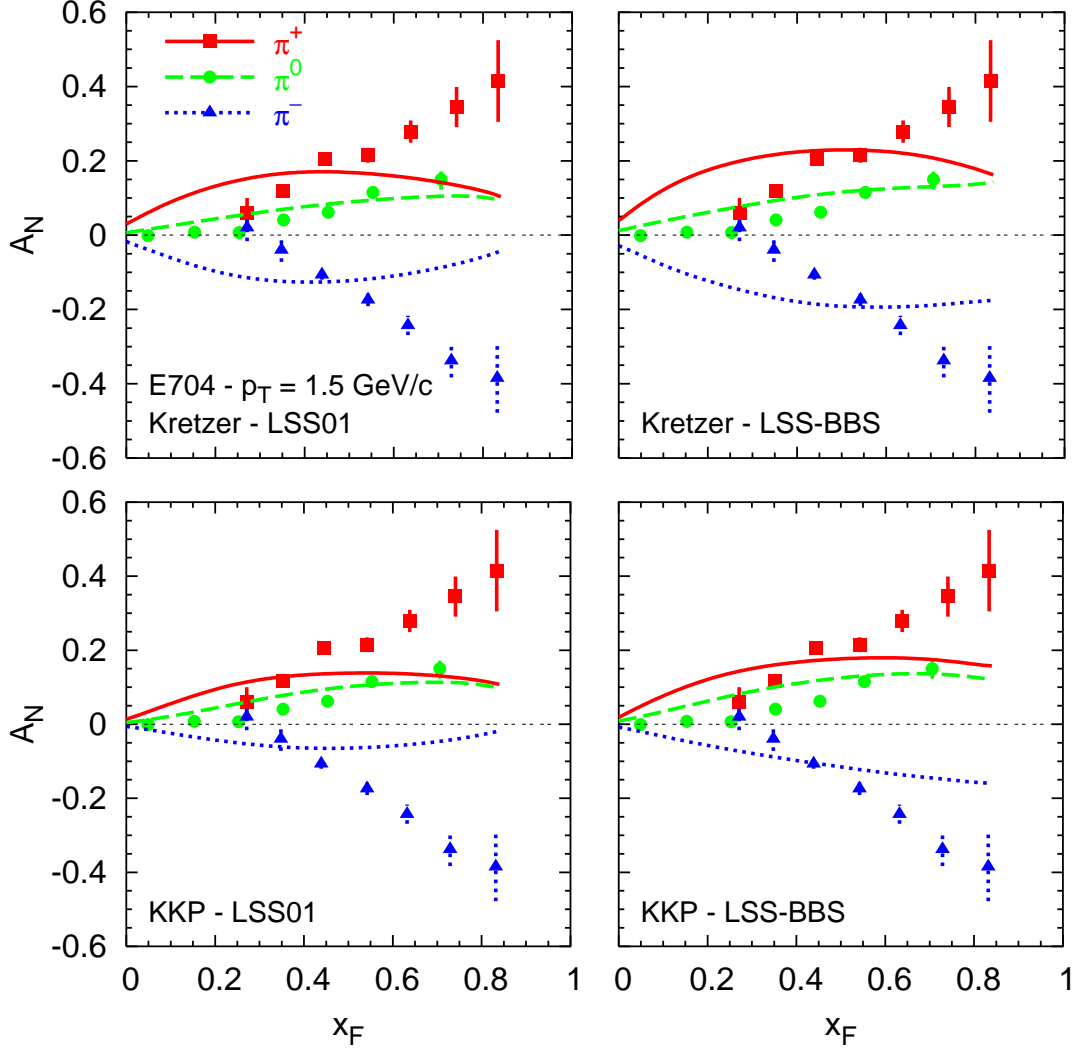 0.6
0.4
0.2
0
-0.2
-0.4
-0.6
A_N
π⁺
π⁰
π⁻
E704 - p_T = 1.5 GeV/c
Kretzer - LSS01
Kretzer - LSS-BBS
0.6
0.4
0.2
0
-0.2
-0.4
-0.6
A_N
KKP - LSS01
KKP - LSS-BBS
0 0.2 0.4 0.6 0.8 1
0 0.2 0.4 0.6 0.8 1
x_F
x_F